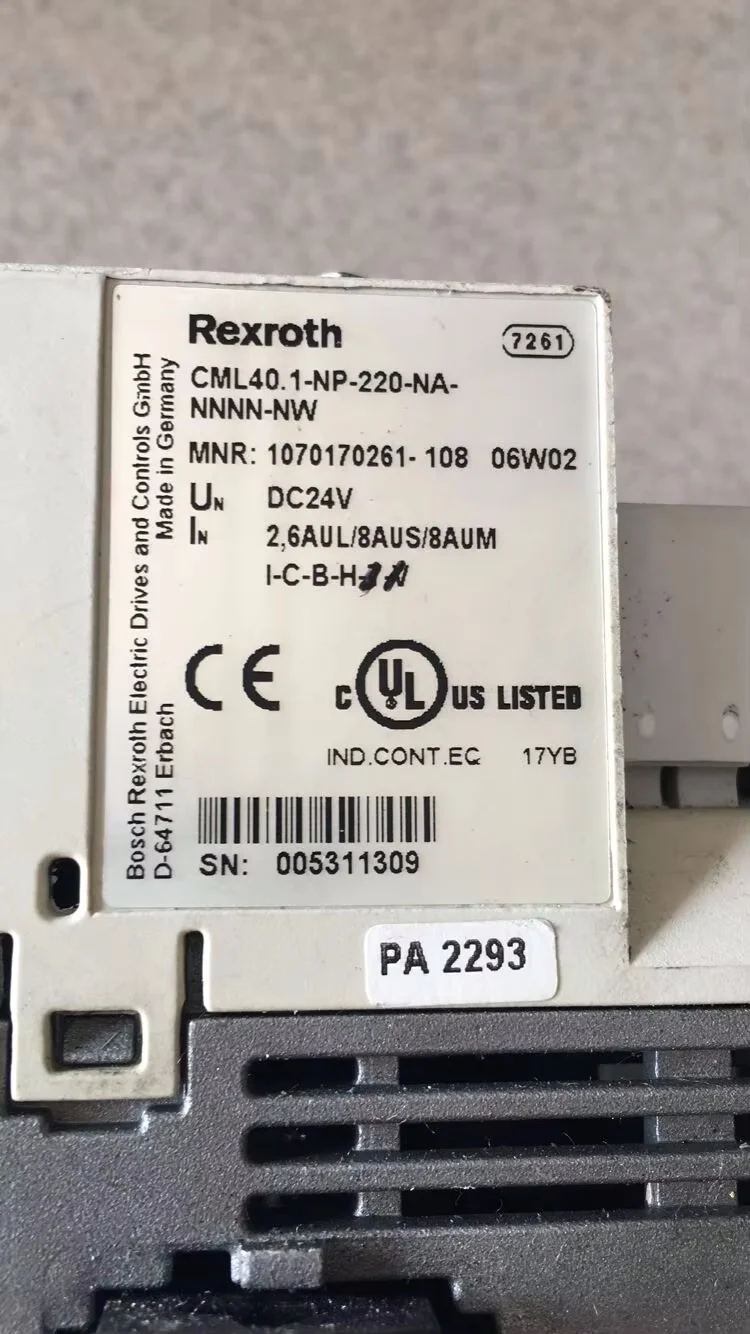 Rexroth
7261
CML40.1-NP-220-NA-
NNNN-NW
MNR: 1070170261- 108 06W02
UN DC24V
IN 2,6AUL/8AUS/8AUM
I-C-B-H-
CE
C UL US LISTED
IND.CONT.EQ 17YB
SN: 005311309
Bosch Rexroth Electric Drives and Controls GmbH
D-64711 Erbach Made in Germany
PA 2293